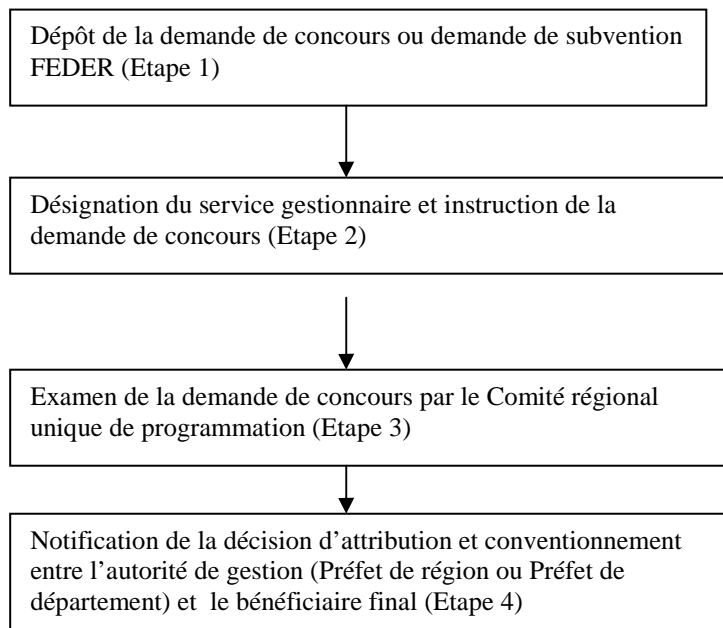 Dépôt de la demande de concours ou demande de subvention
FEDER (Etape 1)
Désignation du service gestionnaire et instruction de la
demande de concours (Etape 2)
Examen de la demande de concours par le Comité régional
unique de programmation (Etape 3)
Notification de la décision d’attribution et conventionnement
entre l’autorité de gestion (Préfet de région ou Préfet de
département) et  le bénéficiaire final (Etape 4)